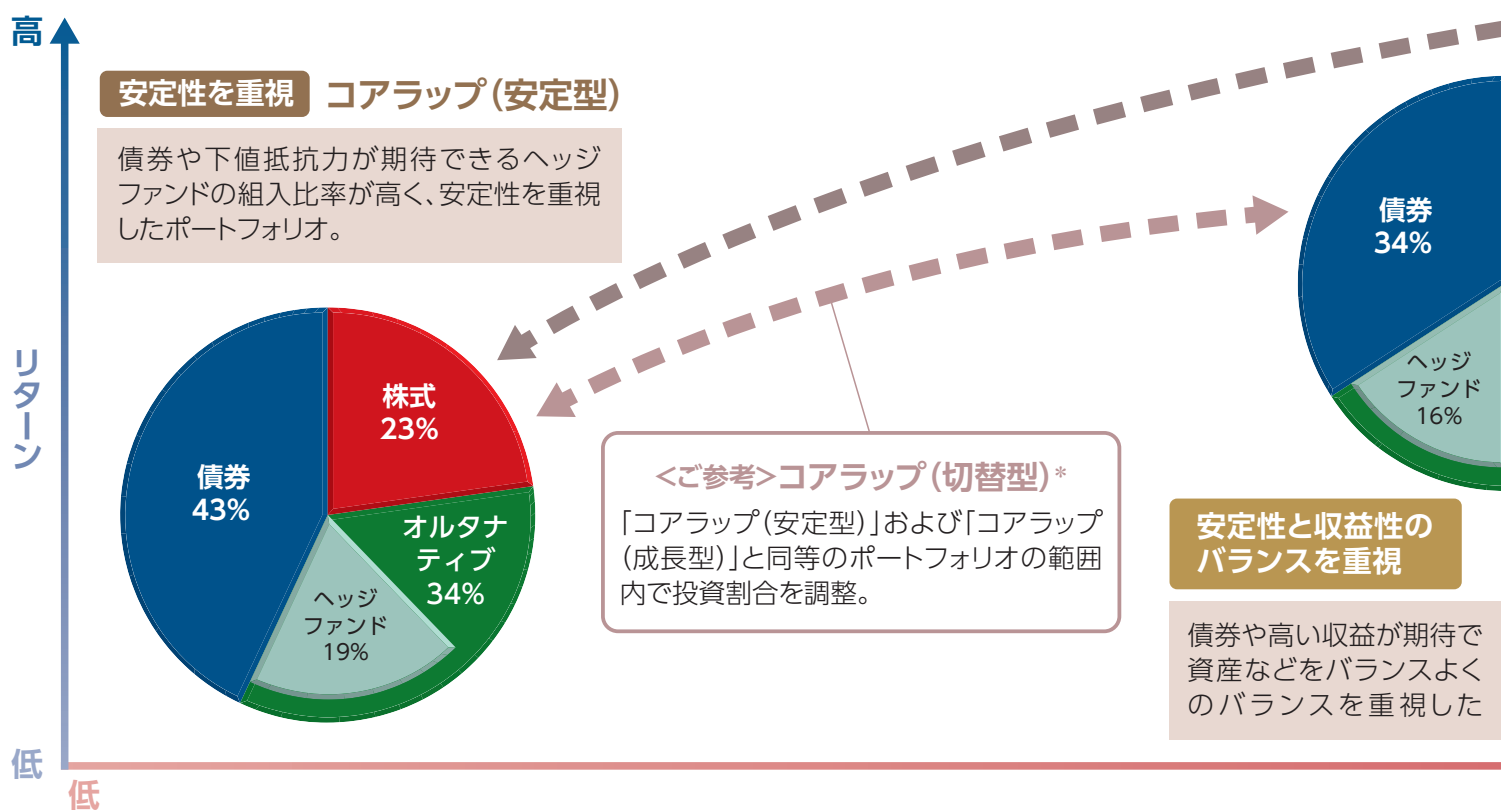 高
安定性を重視 コアラップ(安定型)
債券や下値抵抗力が期待できるヘッジ
ファンドの組入比率が高く、安定性を重視
したポートフォリオ。
リターン
株式
23%
債券
43%
オルタナ
ティブ
34%
ヘッジ
ファンド
19%
<ご参考>コアラップ(切替型)*
「コアラップ(安定型)」および「コアラップ
(成長型)」と同等のポートフォリオの範囲
内で投資割合を調整。
債券
34%
ヘッジ
ファンド
16%
安定性と収益性の
バランスを重視
債券や高い収益が期待で
資産などをバランスよく
のバランスを重視した
低
低